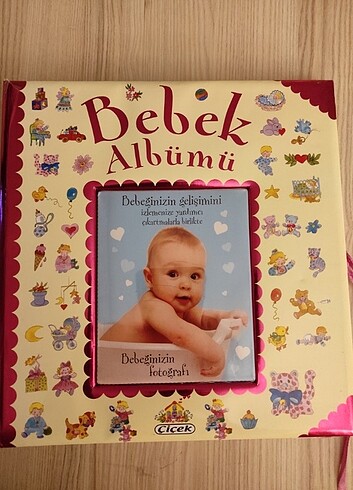 Bebek
Albümü
Bebeğinizin gelişimini
izlemenize yardımcı
çıkartmalarla birlikte
Bebeğinizin
fotoğrafı
Çiçek